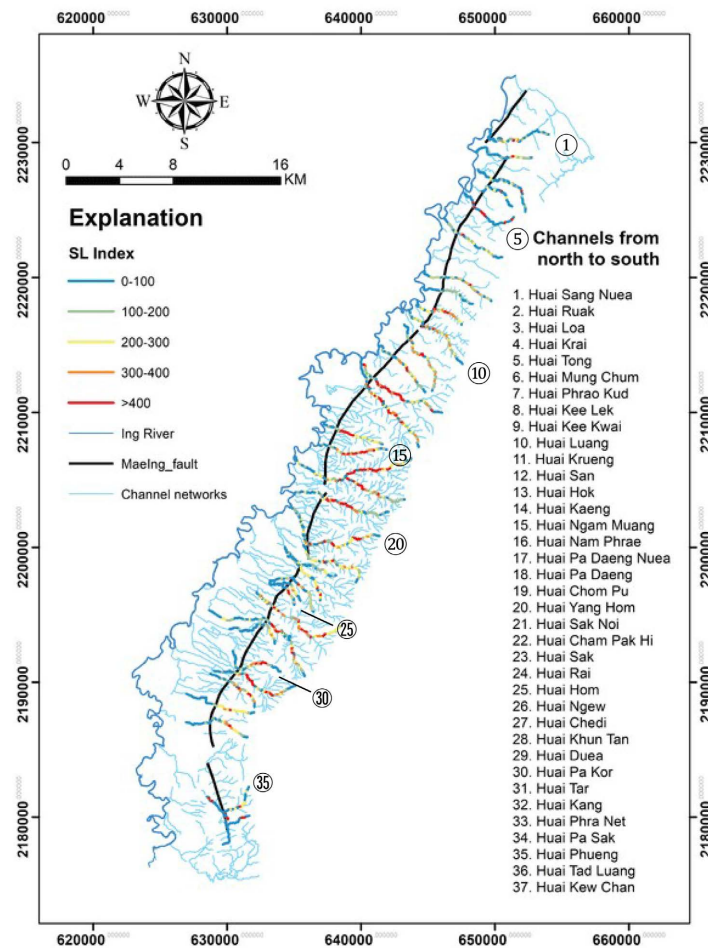 620000 630000 640000 650000 660000
N
W E
S
0 4 8 16
KM
Explanation
SL Index
0-100
100-200
200-300
300-400
>400
Ing River
MaeIng_fault
Channel networks
2230000
2220000
2210000
2200000
2190000
2180000
2230000
2220000
2210000
2200000
2190000
2180000
1
5
10
15
20
25
30
35
Channels from
north to south
1. Huai Sang Nuea
2. Huai Ruak
3. Huai Loa
4. Huai Krai
5. Huai Tong
6. Huai Mung Chum
7. Huai Phrao Kud
8. Huai Kee Lek
9. Huai Kee Kwai
10. Huai Luang
11. Huai Krueng
12. Huai San
13. Huai Hok
14. Huai Kaeng
15. Huai Ngam Muang
16. Huai Nam Phrae
17. Huai Pa Daeng Nuea
18. Huai Pa Daeng
19. Huai Chom Pu
20. Huai Yang Hom
21. Huai Sak Noi
22. Huai Cham Pak Hi
23. Huai Sak
24. Huai Rai
25. Huai Hom
26. Huai Ngew
27. Huai Chedi
28. Huai Khun Tan
29. Huai Duea
30. Huai Pa Kor
31. Huai Tar
32. Huai Kang
33. Huai Phra Net
34. Huai Pa Sak
35. Huai Phueng
36. Huai Tad Luang
37. Huai Kew Chan
620000 630000 640000 650000 660000